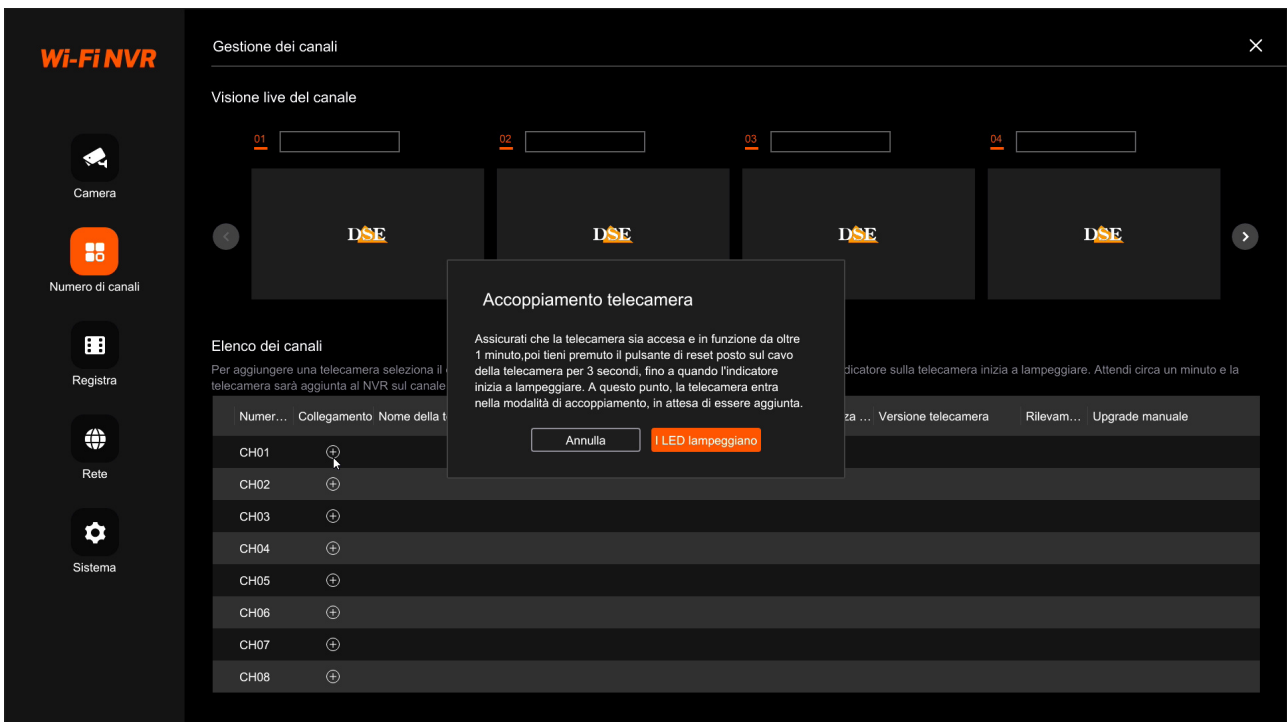 Wi-Fi NVR
Gestione dei canali
Visione live del canale
01
02
03
04
Camera
DSE
DSE
DSE
DSE
Numero di canali
Accoppiamento telecamera
Assicurati che la telecamera sia accesa e in funzione da oltre
1 minuto,poi tieni premuto il pulsante di reset posto sul cavo
della telecamera per 3 secondi, fino a quando l'indicatore
inizia a lampeggiare. A questo punto, la telecamera entra
nella modalità di accoppiamento, in attesa di essere aggiunta.
Annulla
I LED lampeggiano
Registra
Elenco dei canali
Per aggiungere una telecamera seleziona il dicatore sulla telecamera inizia a lampeggiare. Attendi circa un minuto e la
telecamera sarà aggiunta al NVR sul canale
Numer... Collegamento Nome della za ... Versione telecamera Rilevam... Upgrade manuale
CH01
Rete
CH02
CH03
CH04
Sistema
CH05
CH06
CH07
CH08